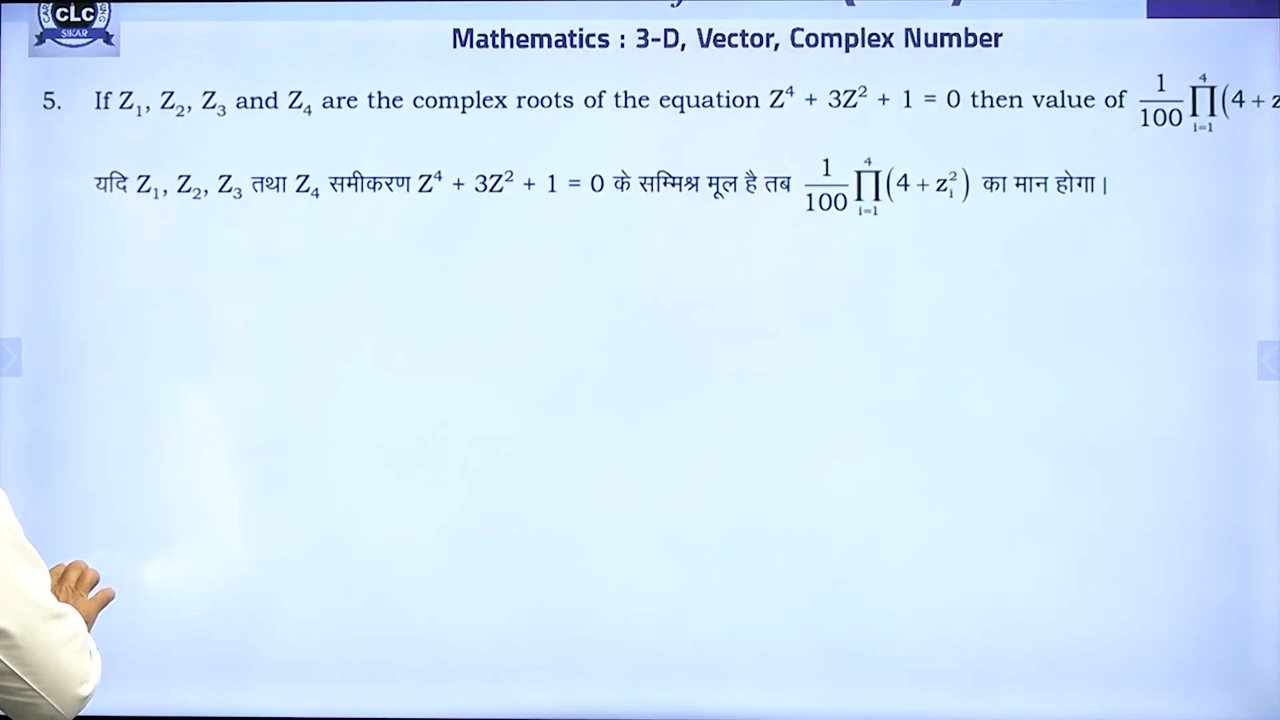 CLC
SIKAR
Mathematics : 3-D, Vector, Complex Number
5. If Z₁, Z₂, Z₃ and Z₄ are the complex roots of the equation Z⁴ + 3Z² + 1 = 0 then value of 1/100 ∏ᵢ₌₁⁴ (4 + z
यदि Z₁, Z₂, Z₃ तथा Z₄ समीकरण Z⁴ + 3Z² + 1 = 0 के सम्मिश्र मूल है तब 1/100 ∏ᵢ₌₁⁴ (4 + zᵢ²) का मान होगा।